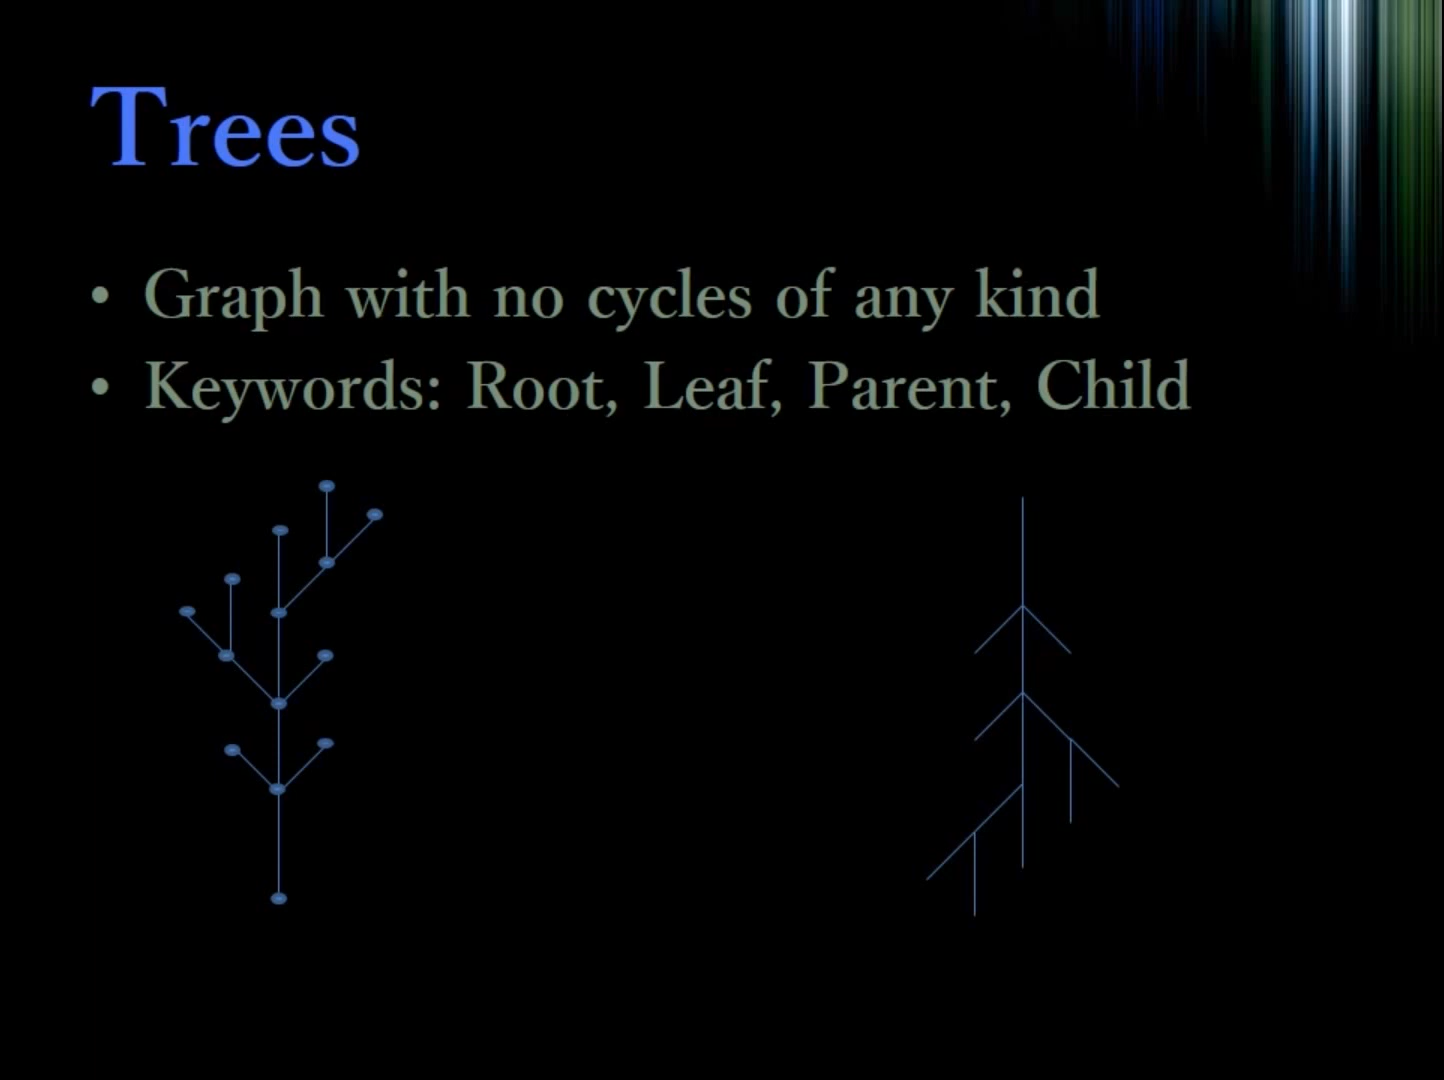 Trees
• Graph with no cycles of any kind
• Keywords: Root, Leaf, Parent, Child